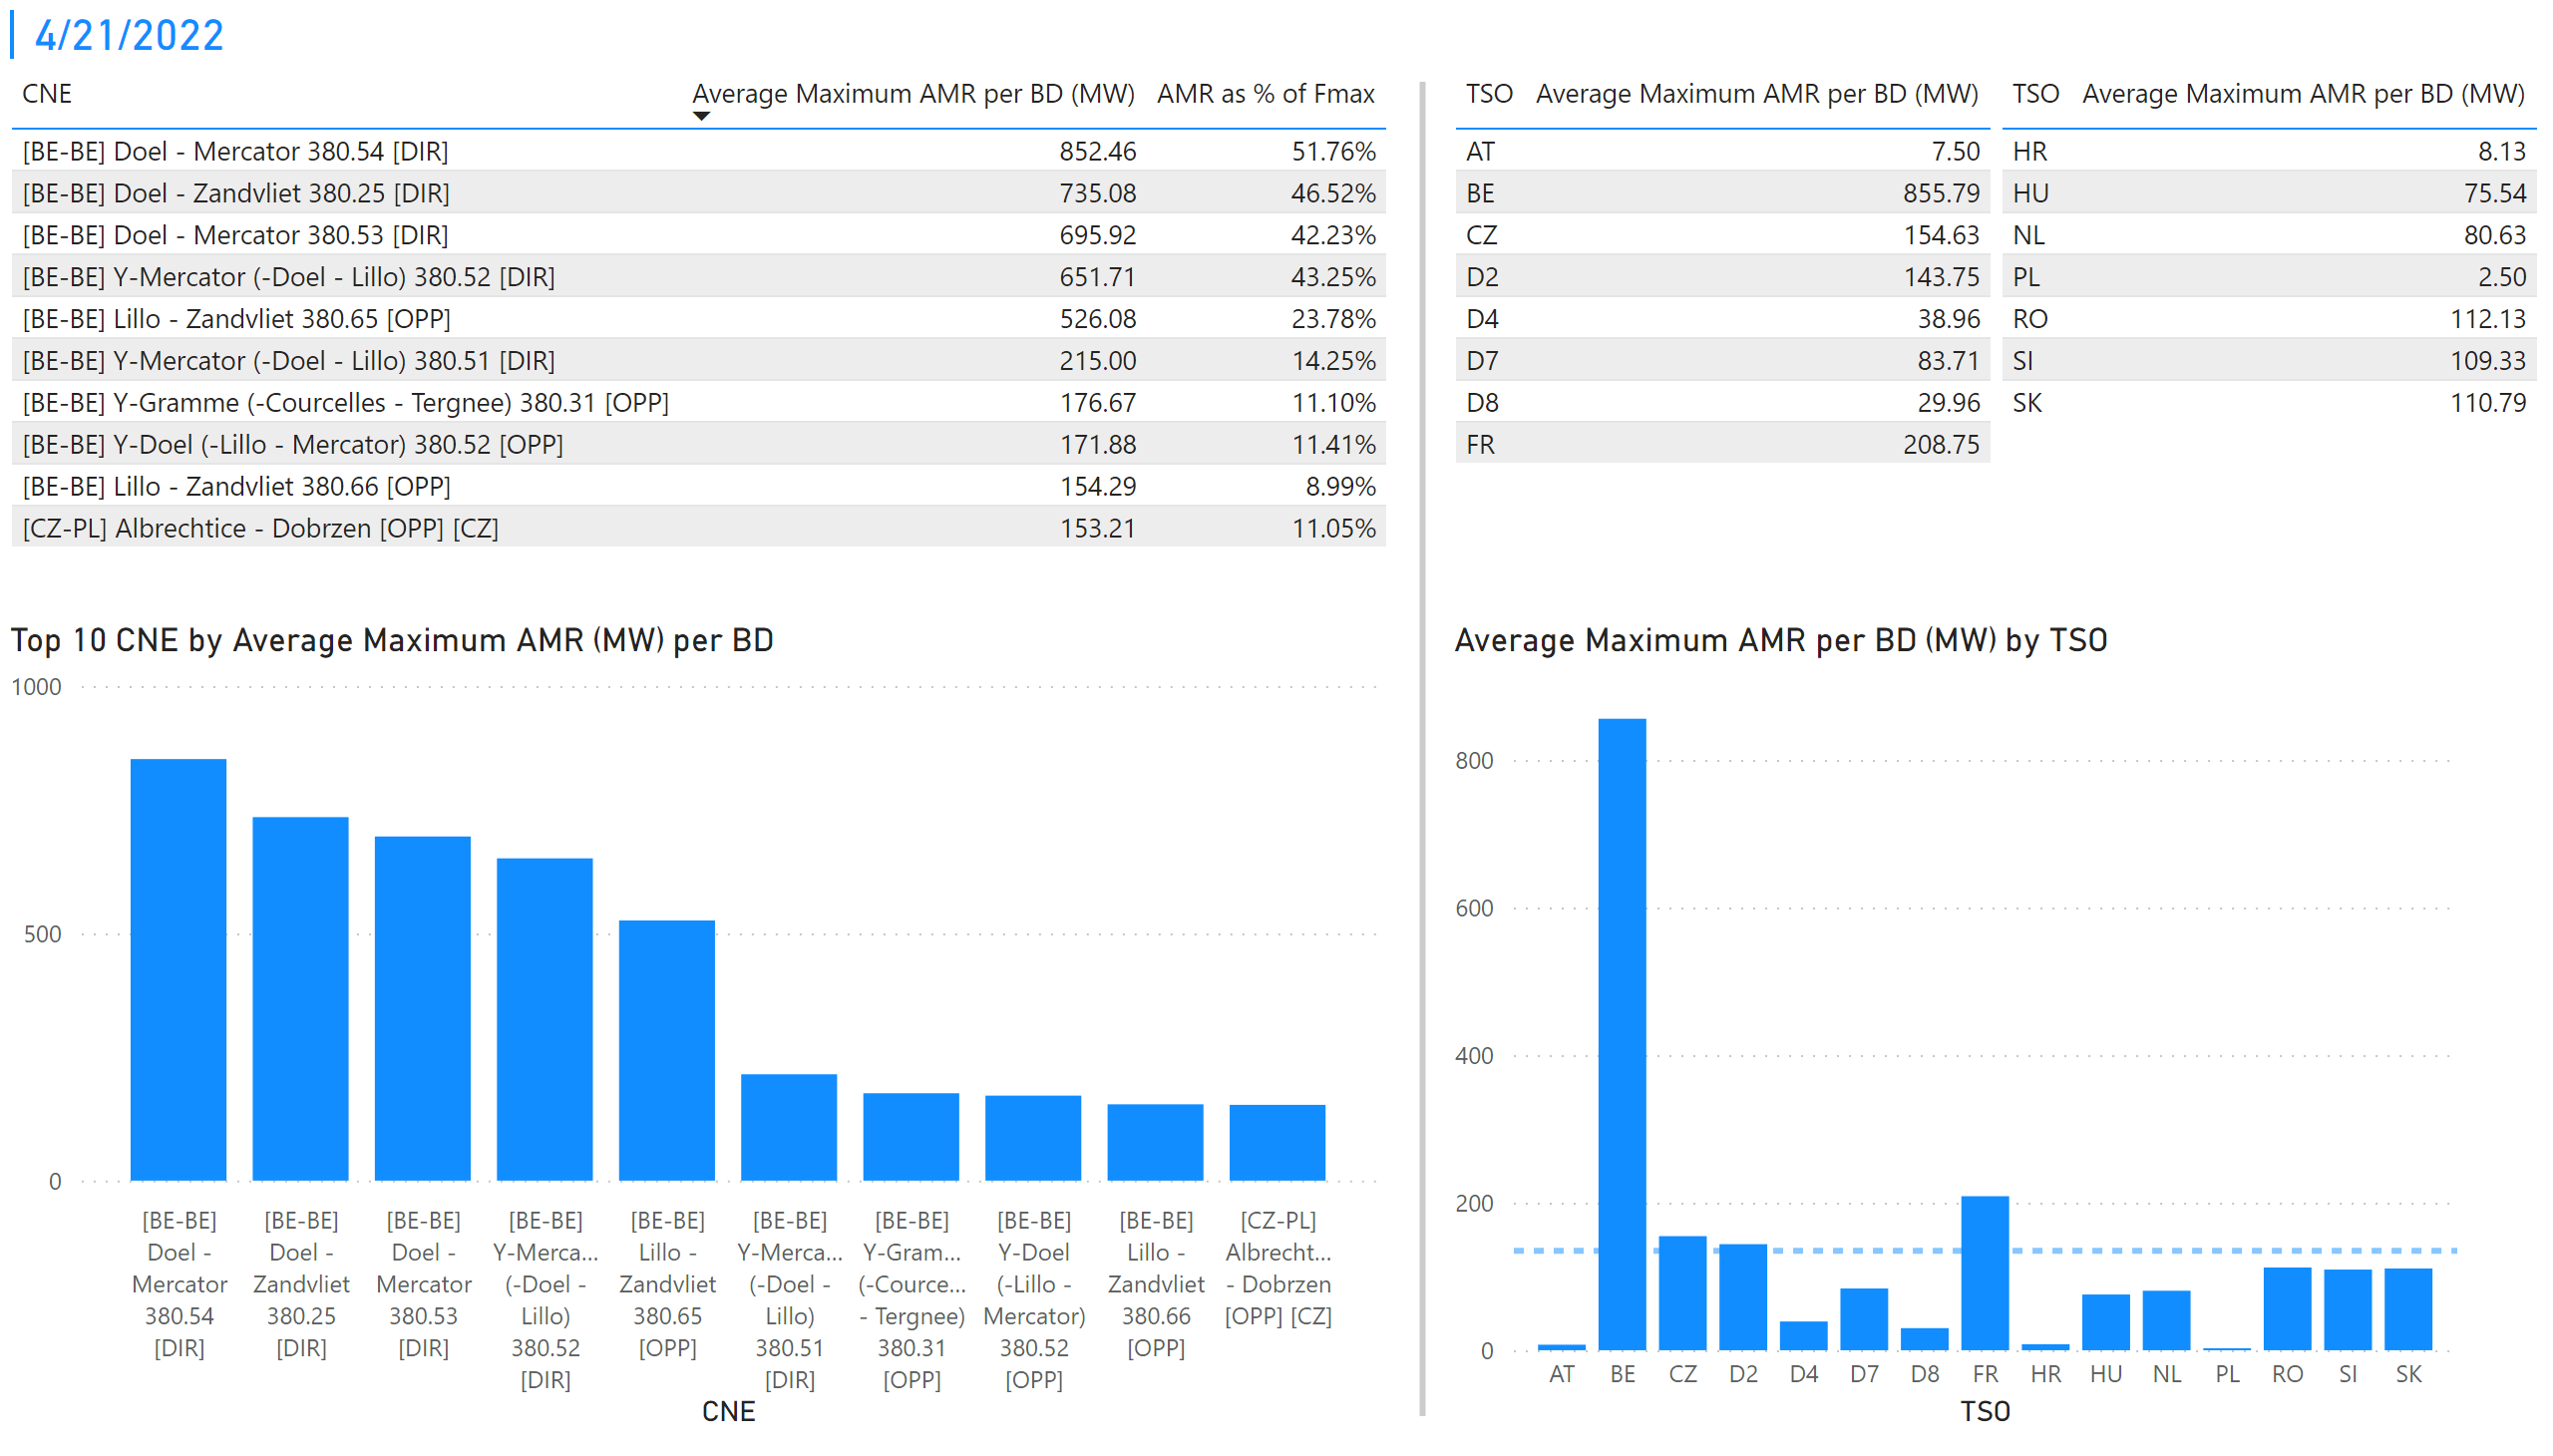 4/21/2022
CNE Average Maximum AMR per BD (MW) AMR as % of Fmax
[BE-BE] Doel - Mercator 380.54 [DIR] 852.46 51.76%
[BE-BE] Doel - Zandvliet 380.25 [DIR] 735.08 46.52%
[BE-BE] Doel - Mercator 380.53 [DIR] 695.92 42.23%
[BE-BE] Y-Mercator (-Doel - Lillo) 380.52 [DIR] 651.71 43.25%
[BE-BE] Lillo - Zandvliet 380.65 [OPP] 526.08 23.78%
[BE-BE] Y-Mercator (-Doel - Lillo) 380.51 [DIR] 215.00 14.25%
[BE-BE] Y-Gramme (-Courcelles - Tergnee) 380.31 [OPP] 176.67 11.10%
[BE-BE] Y-Doel (-Lillo - Mercator) 380.52 [OPP] 171.88 11.41%
[BE-BE] Lillo - Zandvliet 380.66 [OPP] 154.29 8.99%
[CZ-PL] Albrechtice - Dobrzen [OPP] [CZ] 153.21 11.05%
TSO Average Maximum AMR per BD (MW)
AT 7.50
BE 855.79
CZ 154.63
D2 143.75
D4 38.96
D7 83.71
D8 29.96
FR 208.75
TSO Average Maximum AMR per BD (MW)
HR 8.13
HU 75.54
NL 80.63
PL 2.50
RO 112.13
SI 109.33
SK 110.79
Top 10 CNE by Average Maximum AMR (MW) per BD
1000
500
0
[BE-BE]
Doel -
Mercator
380.54
[DIR]
[BE-BE]
Doel -
Zandvliet
380.25
[DIR]
[BE-BE]
Doel -
Mercator
380.53
[DIR]
[BE-BE]
Y-Merca...
(-Doel -
Lillo)
380.52
[DIR]
[BE-BE]
Lillo -
Zandvliet
380.65
[OPP]
[BE-BE]
Y-Merca...
(-Doel -
Lillo)
380.51
[DIR]
[BE-BE]
Y-Gram...
(-Cource...
- Tergnee)
380.31
[OPP]
[BE-BE]
Y-Doel
(-Lillo -
Mercator)
380.52
[OPP]
[BE-BE]
Lillo -
Zandvliet
380.66
[OPP]
[CZ-PL]
Albrecht...
- Dobrzen
[OPP] [CZ]
CNE
Average Maximum AMR per BD (MW) by TSO
800
600
400
200
0
AT BE CZ D2 D4 D7 D8 FR HR HU NL PL RO SI SK
TSO